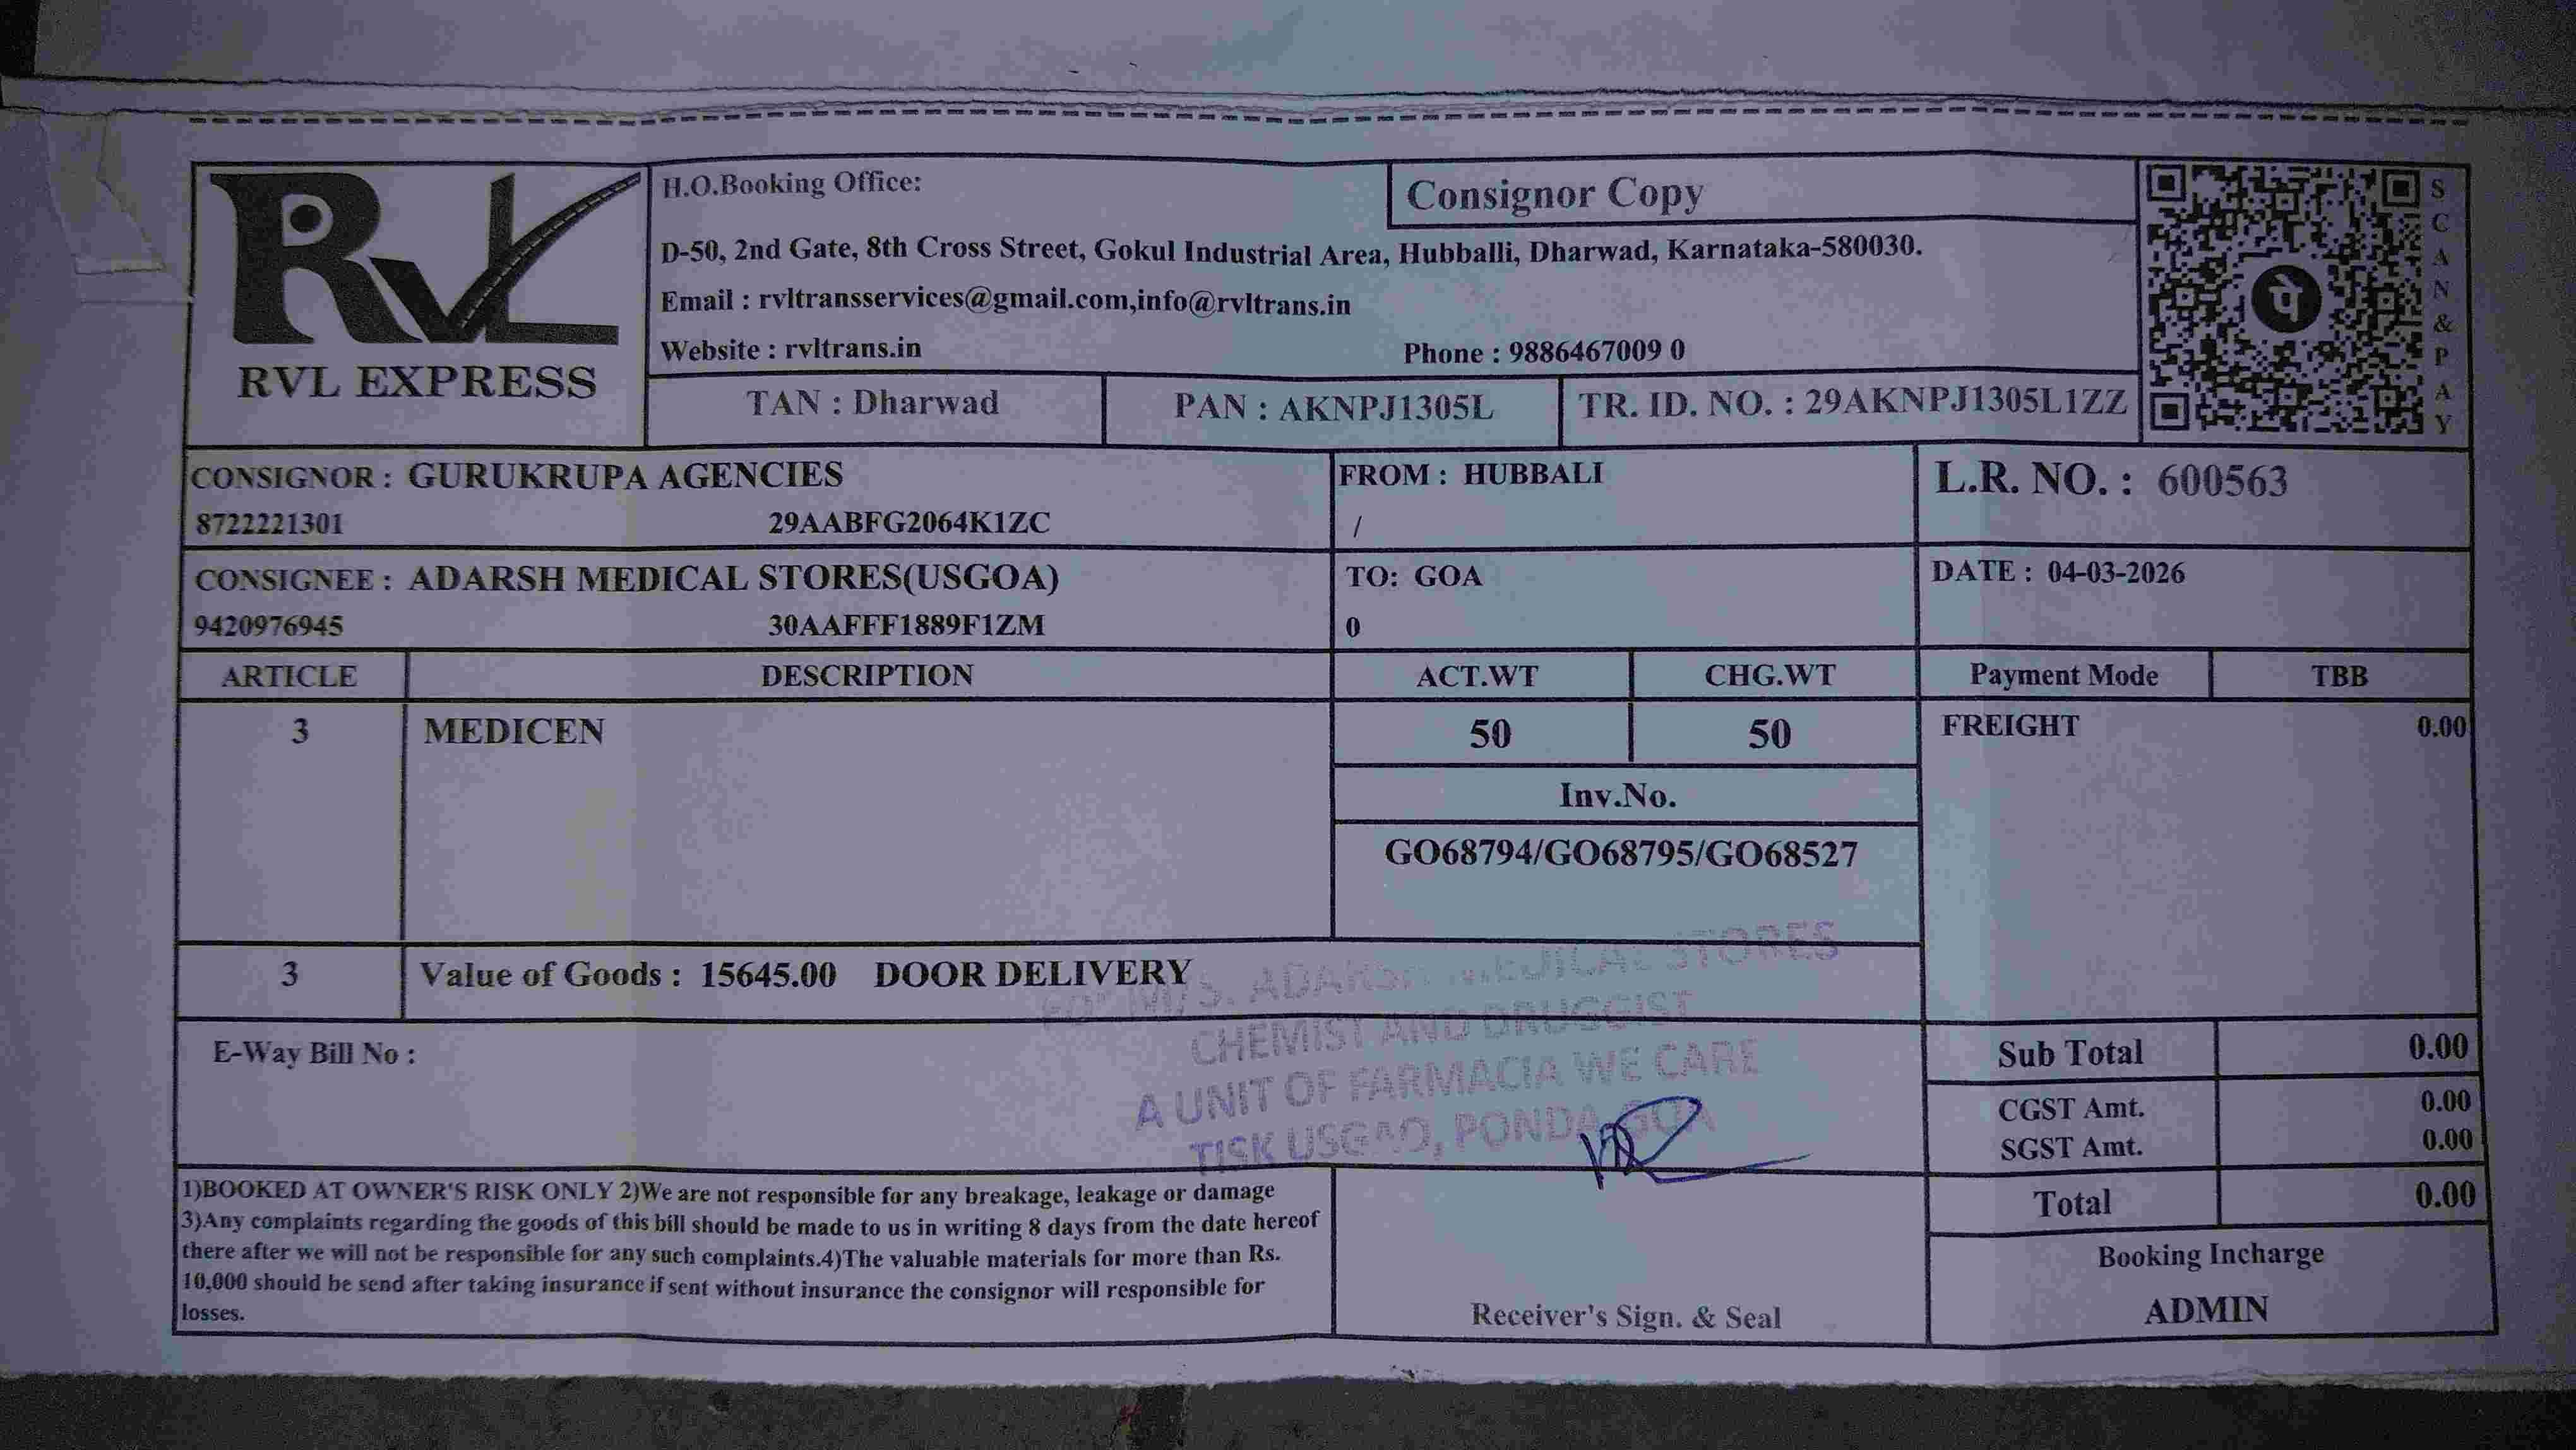 RVL
RVL EXPRESS
H.O.Booking Office:
Consignor Copy
D-50, 2nd Gate, 8th Cross Street, Gokul Industrial Area, Hubballi, Dharwad, Karnataka-580030.
Email : rvltransservices@gmail.com,info@rvltrans.in
Website : rvltrans.in Phone : 9886467009 0
TAN : Dharwad PAN : AKNPJ1305L TR. ID. NO. : 29AKNPJ1305L1ZZ
पे
SCAN&PAY
CONSIGNOR : GURUKRUPA AGENCIES
8722221301 29AABFG2064K1ZC
FROM : HUBBALI
/
L.R. NO. : 600563
CONSIGNEE : ADARSH MEDICAL STORES(USGOA)
9420976945 30AAFFF1889F1ZM
TO: GOA
0
DATE : 04-03-2026
ARTICLE DESCRIPTION ACT.WT CHG.WT Payment Mode TBB
3 MEDICEN 50 50 FREIGHT 0.00
Inv.No.
GO68794/GO68795/GO68527
3 Value of Goods : 15645.00 DOOR DELIVERY
E-Way Bill No :
FOR M/S. ADARSH MEDICAL STORES
CHEMIST AND DRUGGIST
A UNIT OF FARMACIA WE CARE
TISK USGAO, PONDA GOA
Sub Total 0.00
CGST Amt. 0.00
SGST Amt. 0.00
Total 0.00
1)BOOKED AT OWNER'S RISK ONLY 2)We are not responsible for any breakage, leakage or damage
3)Any complaints regarding the goods of this bill should be made to us in writing 8 days from the date hereof
there after we will not be responsible for any such complaints.4)The valuable materials for more than Rs.
10,000 should be send after taking insurance if sent without insurance the consignor will responsible for
losses.
Receiver's Sign. & Seal
Booking Incharge
ADMIN